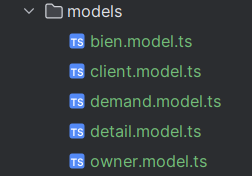 models
TS bien.model.ts
TS client.model.ts
TS demand.model.ts
TS detail.model.ts
TS owner.model.ts